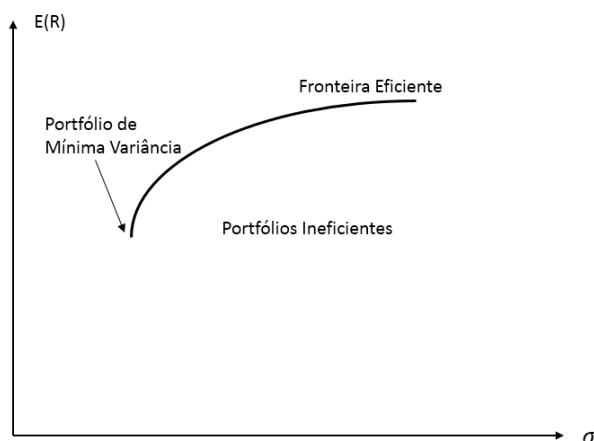 E(R)
Fronteira Eficiente
Portfólio de
Mínima Variância
Portfólios Ineficientes
σ